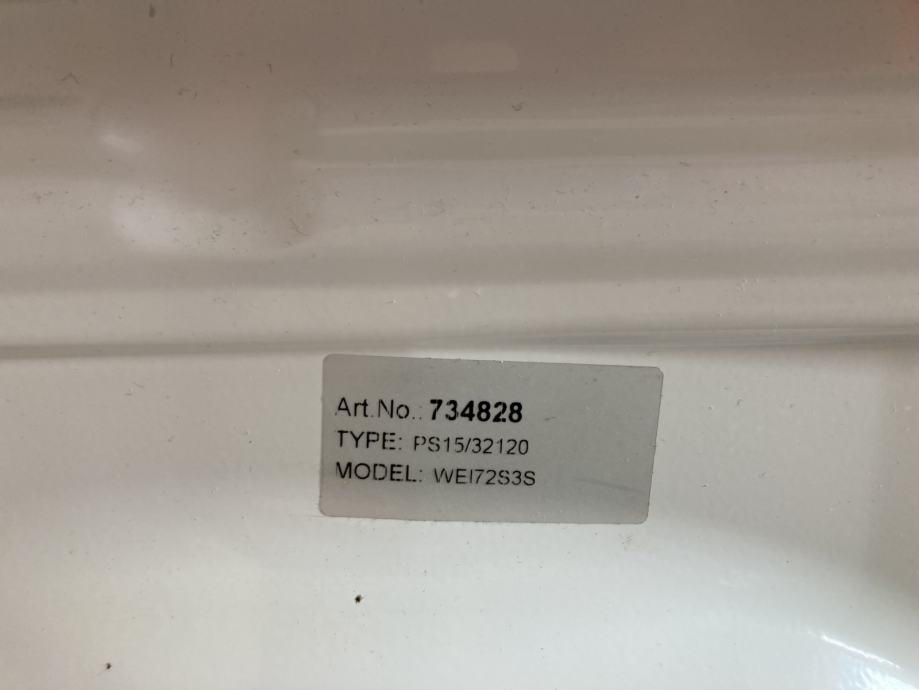 Art.No.: 734828
TYPE: PS15/32120
MODEL: WEI72S3S